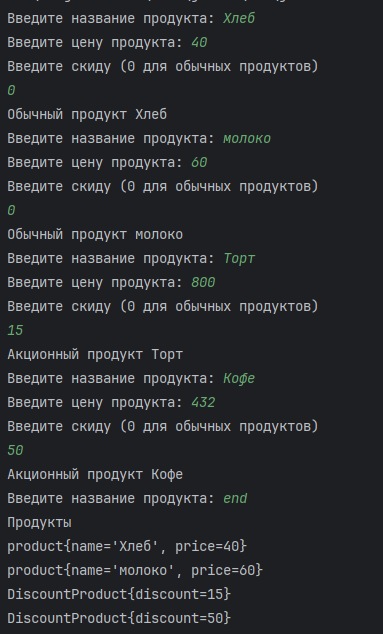 Введите название продукта: Хлеб
Введите цену продукта: 40
Введите скиду (0 для обычных продуктов)
0
Обычный продукт Хлеб
Введите название продукта: молоко
Введите цену продукта: 60
Введите скиду (0 для обычных продуктов)
0
Обычный продукт молоко
Введите название продукта: Торт
Введите цену продукта: 800
Введите скиду (0 для обычных продуктов)
15
Акционный продукт Торт
Введите название продукта: Кофе
Введите цену продукта: 432
Введите скиду (0 для обычных продуктов)
50
Акционный продукт Кофе
Введите название продукта: end
Продукты
product{name='Хлеб', price=40}
product{name='молоко', price=60}
DiscountProduct{discount=15}
DiscountProduct{discount=50}